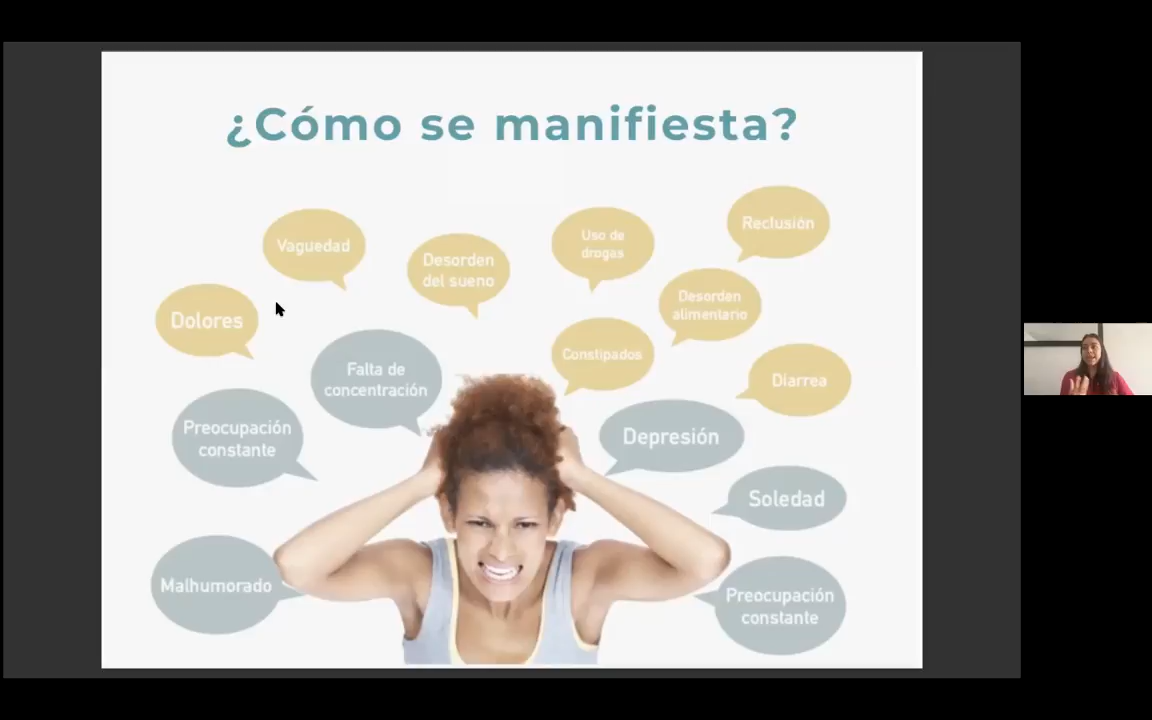 ¿Cómo se manifiesta?
Reclusión
Vaguedad
Uso de
drogas
Desorden
del sueno
Desorden
alimentario
Dolores
Constipados
Falta de
concentración
Diarrea
Preocupación
constante
Depresión
Soledad
Malhumorado
Preocupación
constante